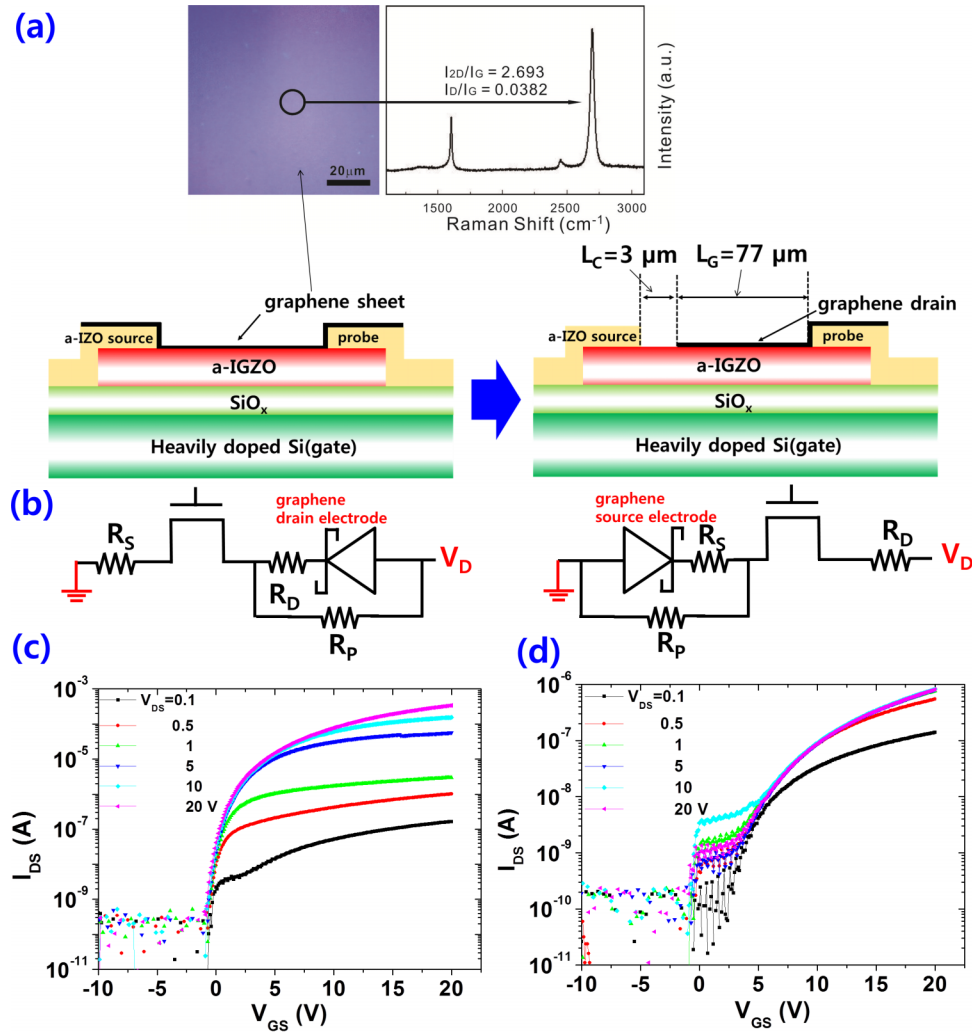 (a)
I2D/IG = 2.693
ID/IG = 0.0382
20μm
Intensity (a.u.)
1500 2000 2500 3000
Raman Shift (cm-1)
LC=3 μm LG=77 μm
graphene sheet
graphene drain
a-IZO source
probe
a-IGZO
SiOx
Heavily doped Si(gate)
a-IZO source
probe
a-IGZO
SiOx
Heavily doped Si(gate)
(b)
graphene
drain electrode
RS
RD
RP
VD
graphene
source electrode
RS
RD
RP
VD
(c)
10-3
10-5
10-7
10-9
10-11
IDS (A)
VDS=0.1
0.5
1
5
10
20 V
-10 -5 0 5 10 15 20
VGS (V)
(d)
10-6
10-7
10-8
10-9
10-10
10-11
IDS (A)
VDS=0.1
0.5
1
5
10
20 V
-10 -5 0 5 10 15 20
VGS (V)